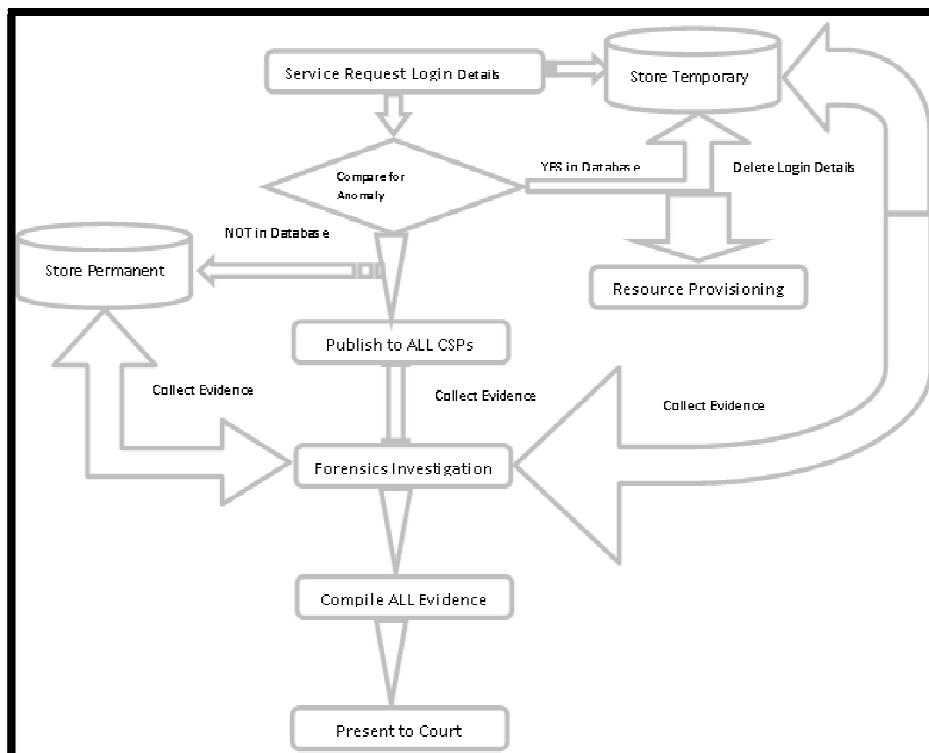 Service Request Login Details
Store Temporary
Compare for
Anomaly
YES in Database
Delete Login Details
NOT in Database
Store Permanent
Resource Provisioning
Publish to ALL CSPs
Collect Evidence
Collect Evidence
Collect Evidence
Forensics Investigation
Compile ALL Evidence
Present to Court